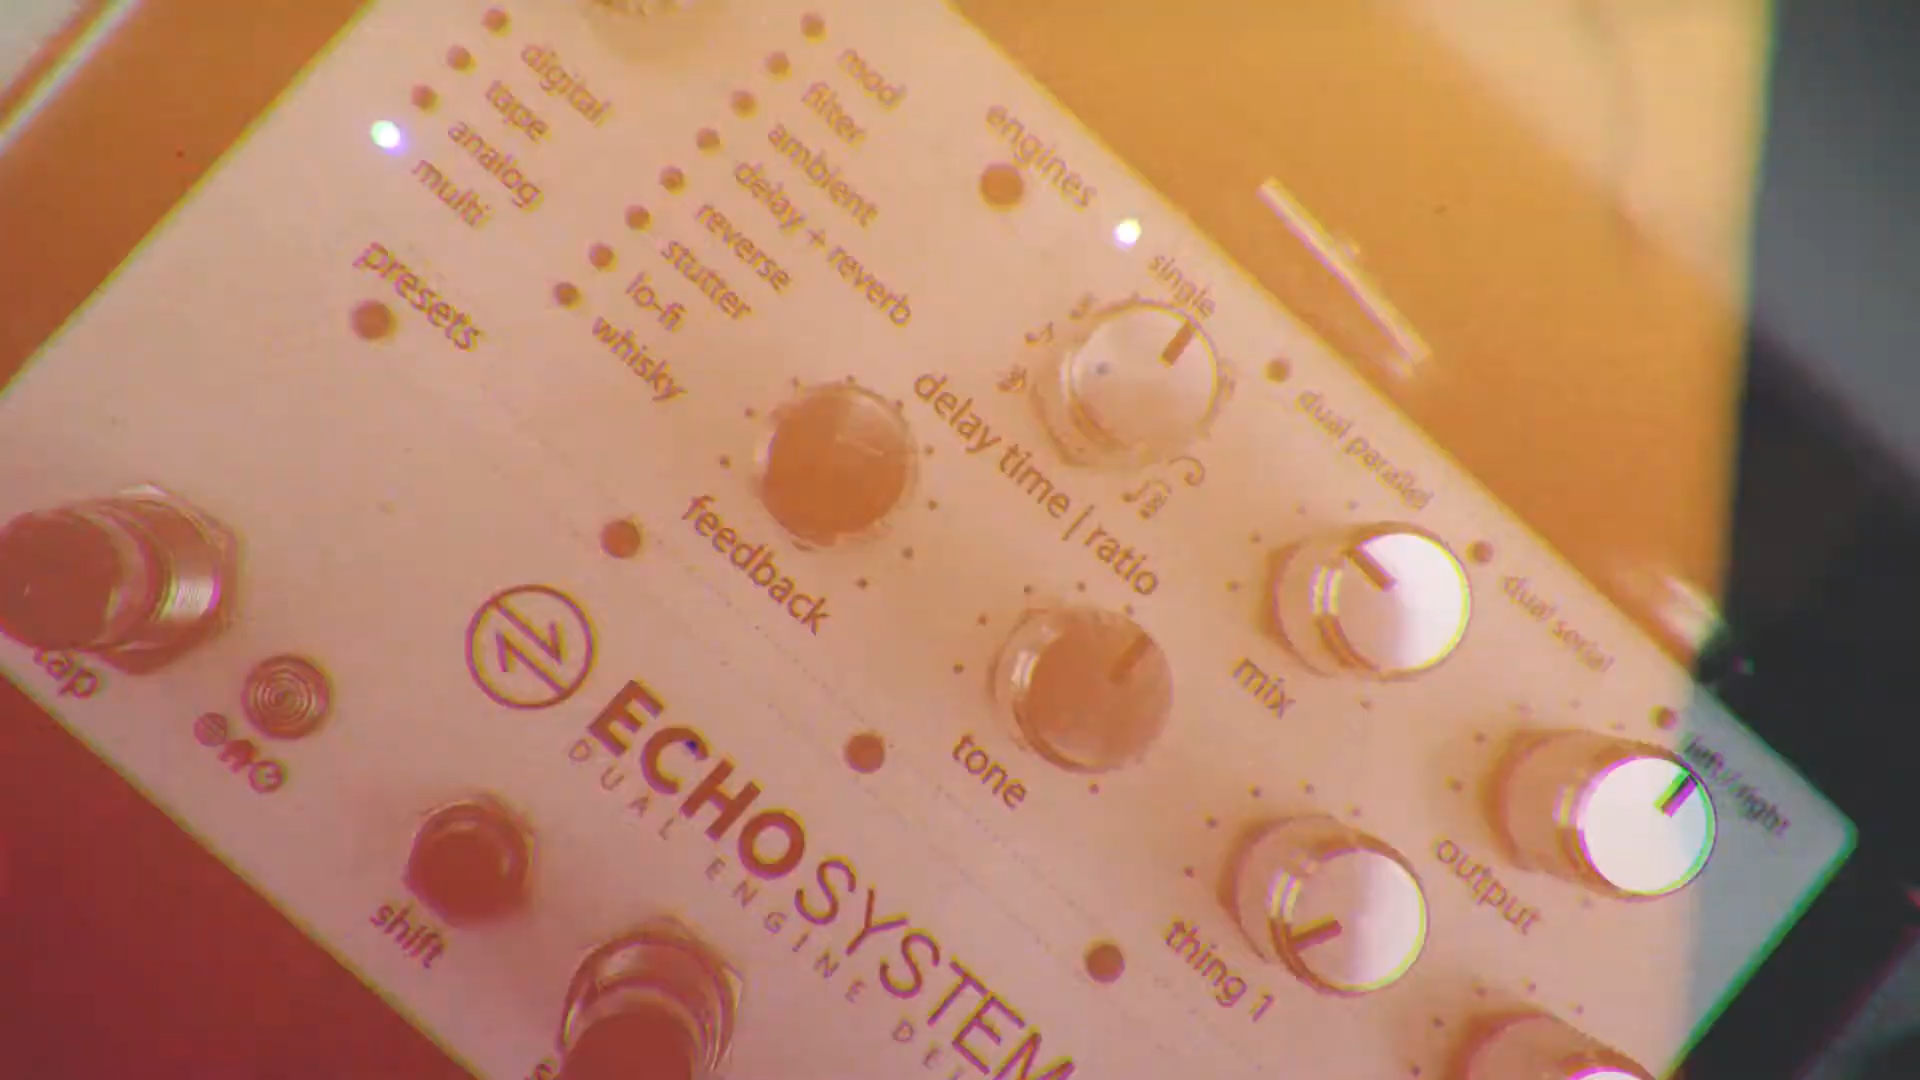 digital
tape
analog
multi
presets
mod
filter
ambient
delay + reverb
reverse
stutter
lo-fi
whisky
engines
single
dual parallel
dual serial
left / right
delay time | ratio
feedback
mix
tone
output
thing 1
tap
shift
ECHOSYSTEM
DUAL ENGINE DE
s